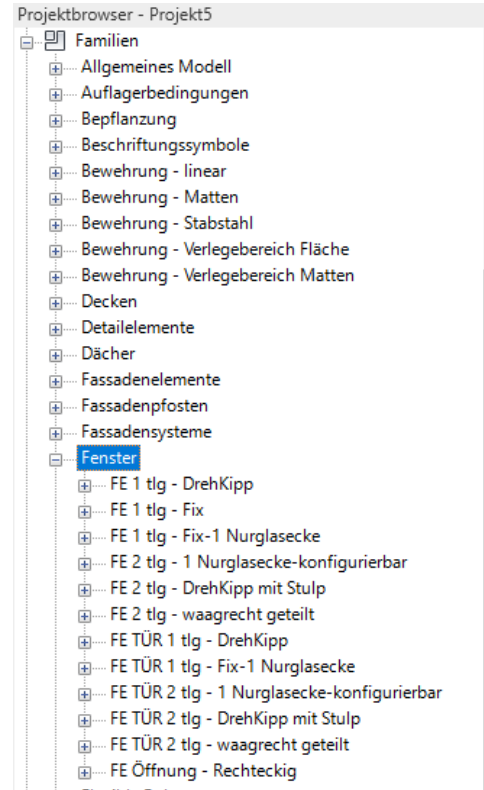 Projektbrowser - Projekt5
Familien
Allgemeines Modell
Auflagerbedingungen
Bepflanzung
Beschriftungssymbole
Bewehrung - linear
Bewehrung - Matten
Bewehrung - Stabstahl
Bewehrung - Verlegebereich Fläche
Bewehrung - Verlegebereich Matten
Decken
Detailelemente
Dächer
Fassadenelemente
Fassadenpfosten
Fassadensysteme
Fenster
FE 1 tlg - DrehKipp
FE 1 tlg - Fix
FE 1 tlg - Fix-1 Nurglasecke
FE 2 tlg - 1 Nurglasecke-konfigurierbar
FE 2 tlg - DrehKipp mit Stulp
FE 2 tlg - waagrecht geteilt
FE TÜR 1 tlg - DrehKipp
FE TÜR 1 tlg - Fix-1 Nurglasecke
FE TÜR 2 tlg - 1 Nurglasecke-konfigurierbar
FE TÜR 2 tlg - DrehKipp mit Stulp
FE TÜR 2 tlg - waagrecht geteilt
FE Öffnung - Rechteckig